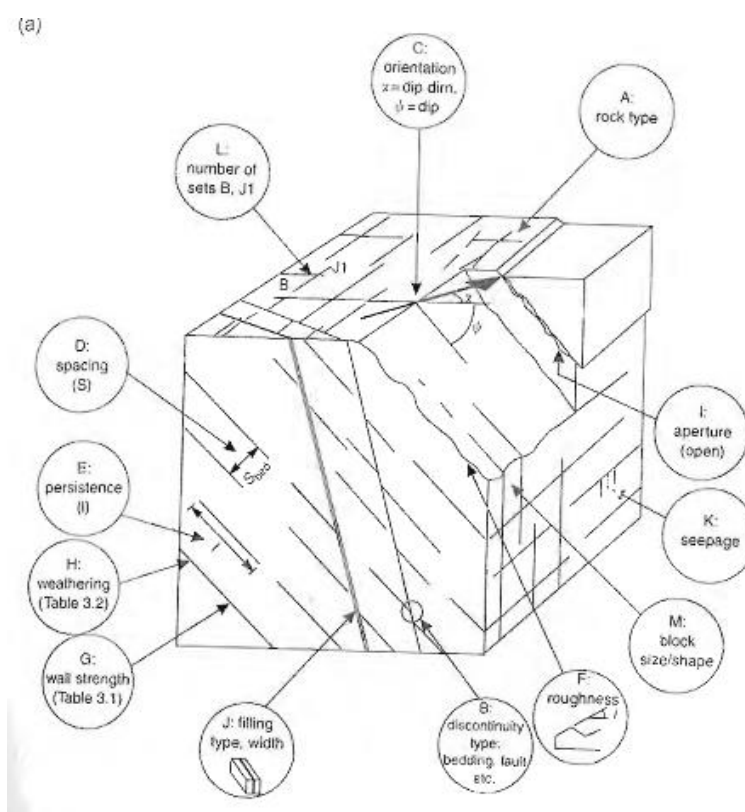 (a)
C:
orientation
α = dip dirn.
ψ = dip
A:
rock type
L:
number of
sets B, J1
J1
B
α
ψ
D:
spacing
(S)
Sbed
E:
persistence
(l)
l
H:
weathering
(Table 3.2)
G:
wall strength
(Table 3.1)
I:
aperture
(open)
K:
seepage
M:
block
size/shape
F:
roughness
i
J: filling
type, width
B:
discontinuity
type:
bedding, fault
etc.